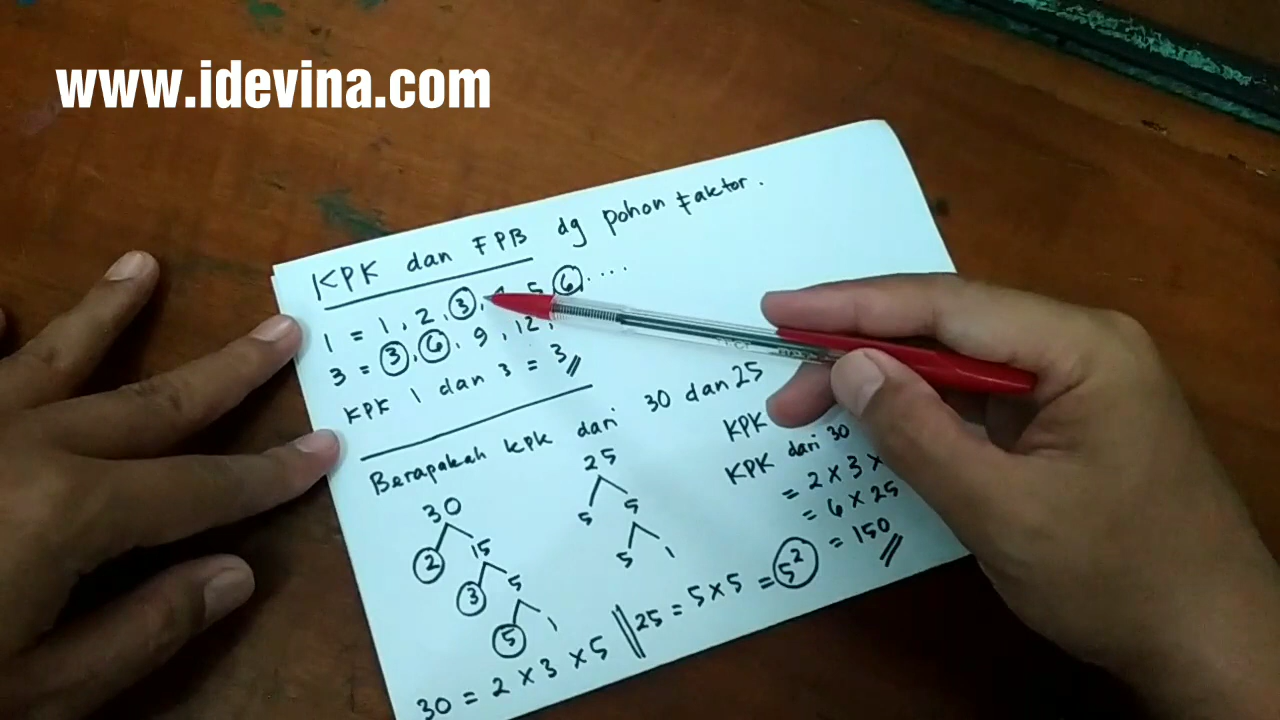 www.idevina.com
KPK dan FPB dg pohon faktor.
1 = 1, 2, 3, 5, 6, ....
3 = 3, 6, 9, 12,
KPK 1 dan 3 = 3
Berapakah kpk dari 30 dan 25
30
2 15
3 5
5 1
30 = 2 x 3 x 5
25
5 5
5 1
25 = 5 x 5 = 5²
KPK
KPK dari 30
= 2 x 3 x
= 6 x 25
= 150